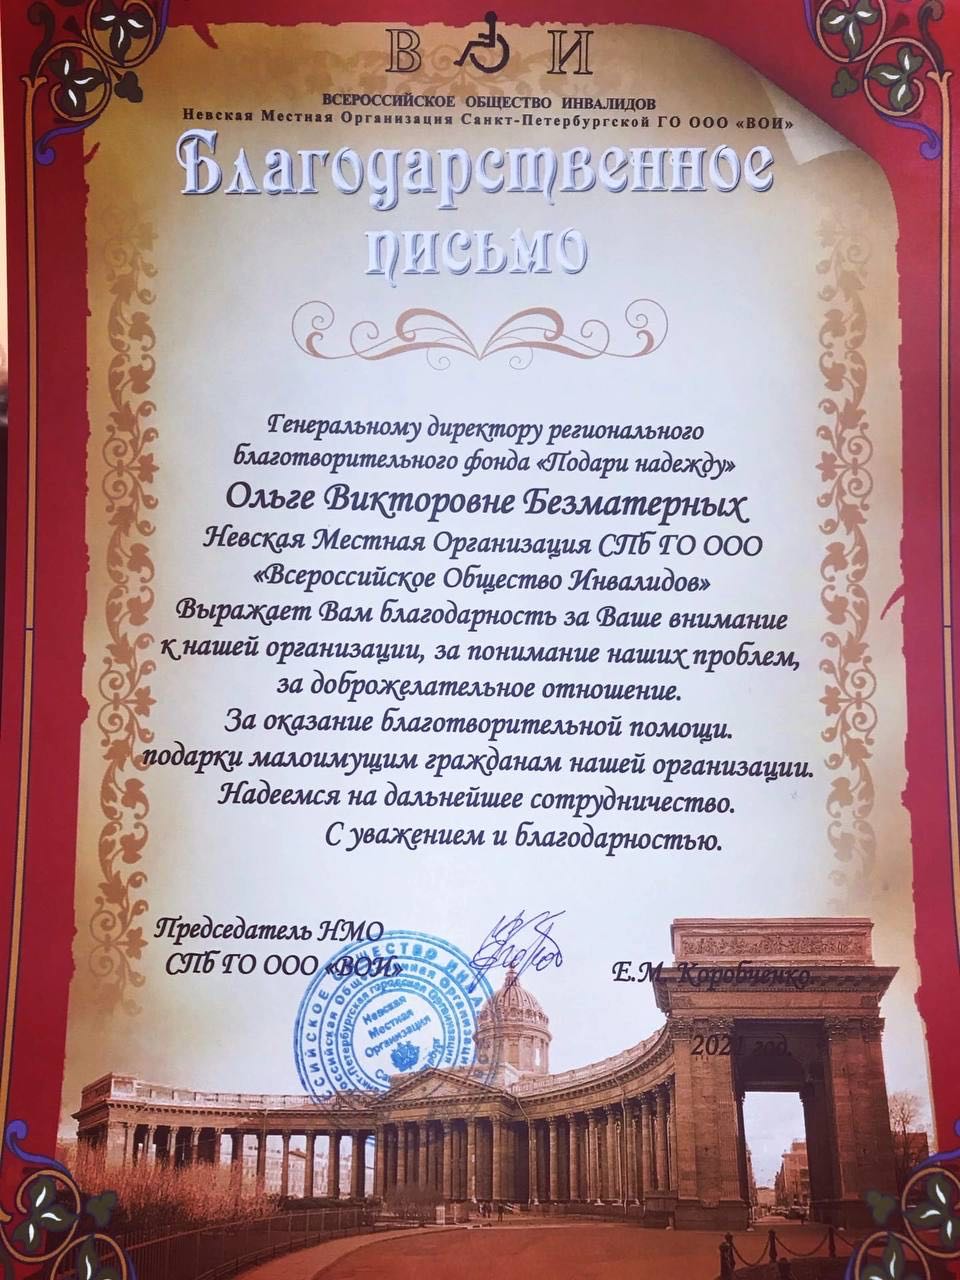 В И
ВСЕРОССИЙСКОЕ ОБЩЕСТВО ИНВАЛИДОВ
Невская Местная Организация Санкт-Петербургской ГО ООО «ВОИ»
Благодарственное
письмо
Генеральному директору регионального
благотворительного фонда «Подари надежду»
Ольге Викторовне Безматерных
Невская Местная Организация СПб ГО ООО
«Всероссийское Общество Инвалидов»
Выражает Вам благодарность за Ваше внимание
к нашей организации, за понимание наших проблем,
за доброжелательное отношение.
За оказание благотворительной помощи.
подарки малоимущим гражданам нашей организации.
Надеемся на дальнейшее сотрудничество.
С уважением и благодарностью.
Председатель НМО
СПб ГО ООО «ВОИ»
Е.М. Коробченко.
2021 год.
Невская
Местная
Организация